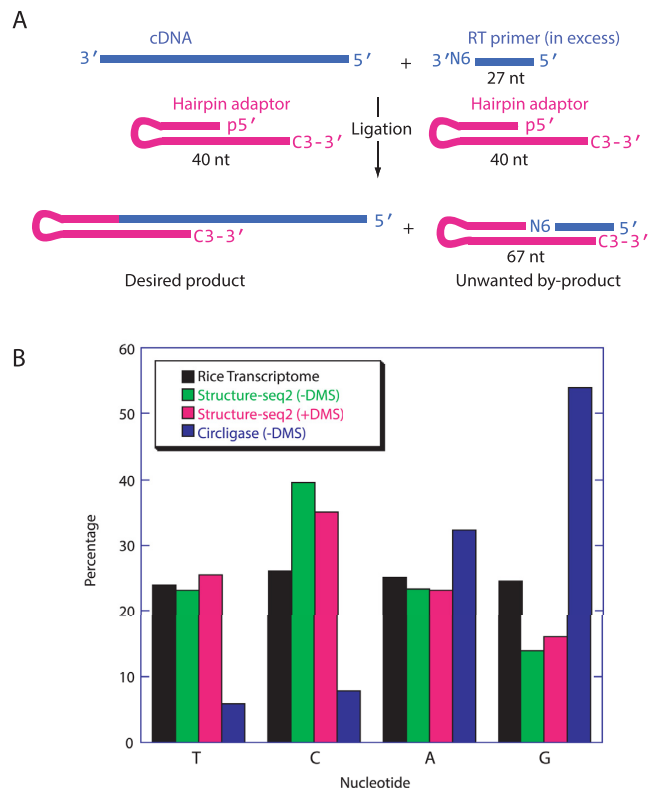 A
cDNA
RT primer (in excess)
3′
5′
+
3′N6
5′
27 nt
Hairpin adaptor
Hairpin adaptor
p5′
Ligation
p5′
C3-3′
C3-3′
40 nt
40 nt
5′
+
N6
5′
C3-3′
C3-3′
67 nt
Desired product
Unwanted by-product
B
60
Rice Transcriptome
Structure-seq2 (-DMS)
Structure-seq2 (+DMS)
Circligase (-DMS)
50
40
30
20
10
0
Percentage
T C A G
Nucleotide